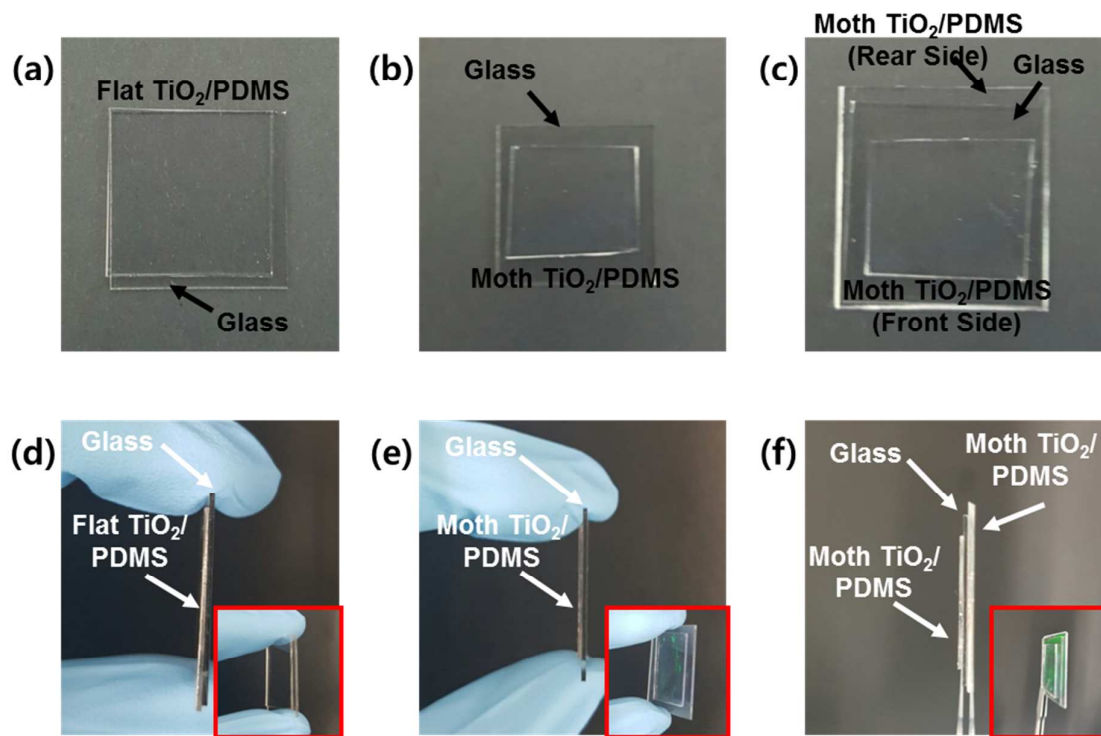 (a)
Flat TiO₂/PDMS
Glass
(b)
Glass
Moth TiO₂/PDMS
(c)
Moth TiO₂/PDMS
(Rear Side)
Glass
Moth TiO₂/PDMS
(Front Side)
(d)
Glass
Flat TiO₂/
PDMS
(e)
Glass
Moth TiO₂/
PDMS
(f)
Glass
Moth TiO₂/
PDMS
Moth TiO₂/
PDMS